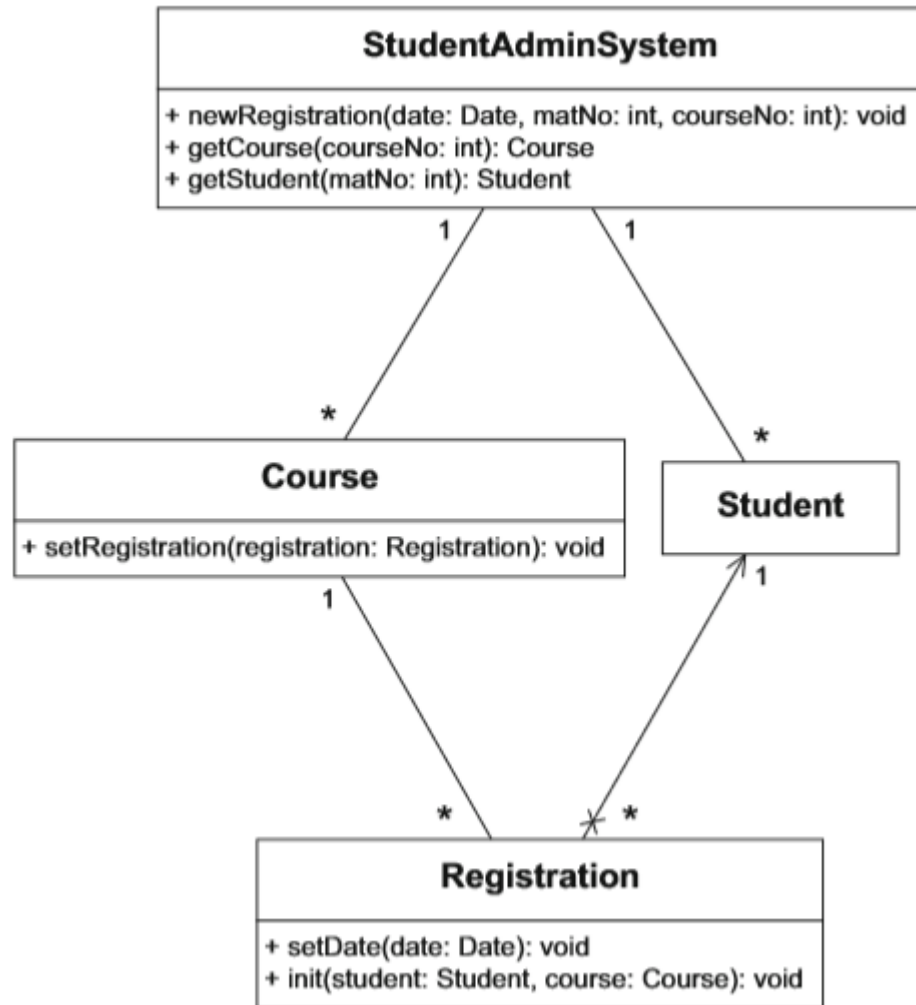 StudentAdminSystem
+ newRegistration(date: Date, matNo: int, courseNo: int): void
+ getCourse(courseNo: int): Course
+ getStudent(matNo: int): Student
1
1
*
*
Course
+ setRegistration(registration: Registration): void
Student
1
1
*
*
Registration
+ setDate(date: Date): void
+ init(student: Student, course: Course): void